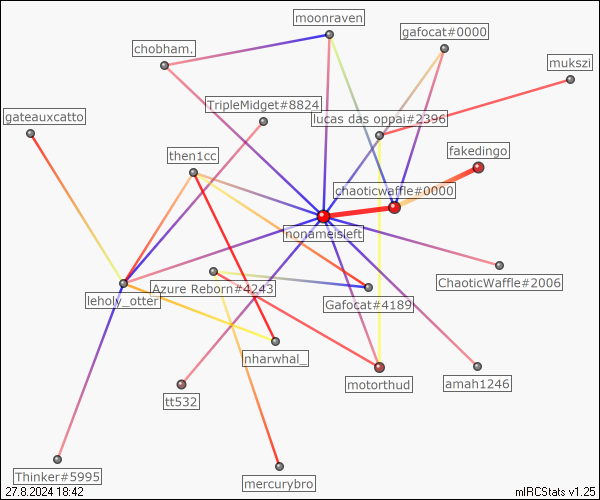 moonraven
gafocat#0000
chobham.
mukszi
TripleMidget#8824
gateauxcatto
lucas das oppai#2396
then1cc
fakedingo
chaoticwaffle#0000
nonameisleft
ChaoticWaffle#2006
Azure Reborn#4243
leholy_otter
Gafocat#4189
nharwhal_
motorthud
amah1246
tt532
Thinker#5995
mercurybro
27.8.2024 18:42
mIRCStats v1.25